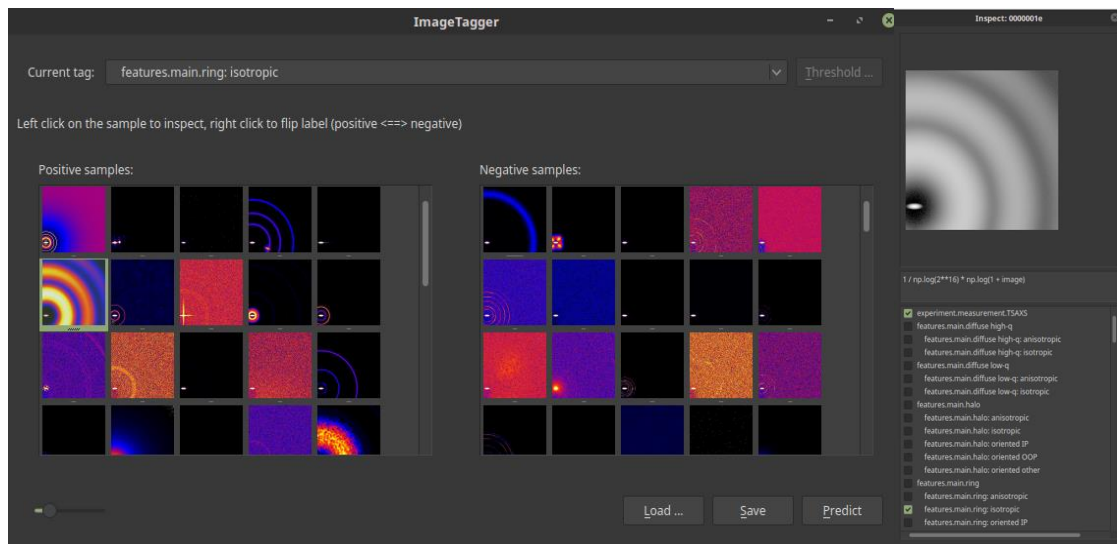 ImageTagger
Current tag: features.main.ring: isotropic
Threshold ...
Left click on the sample to inspect, right click to flip label (positive <==> negative)
Positive samples:
Negative samples:
Load ...
Save
Predict
Inspect: 0000001e
1 / np.log(2**16) * np.log(1 + image)
experiment.measurement.TSAXS
features.main.diffuse high-q
features.main.diffuse high-q: anisotropic
features.main.diffuse high-q: isotropic
features.main.diffuse low-q
features.main.diffuse low-q: anisotropic
features.main.diffuse low-q: isotropic
features.main.halo
features.main.halo: anisotropic
features.main.halo: isotropic
features.main.halo: oriented IP
features.main.halo: oriented OOP
features.main.halo: oriented other
features.main.ring
features.main.ring: anisotropic
features.main.ring: isotropic
features.main.ring: oriented IP